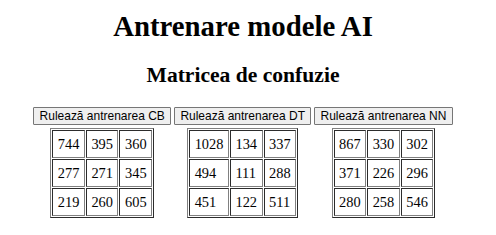 Antrenare modele AI
Matricea de confuzie
Rulează antrenarea CB Rulează antrenarea DT Rulează antrenarea NN
744 395 360 1028 134 337 867 330 302
277 271 345 494 111 288 371 226 296
219 260 605 451 122 511 280 258 546